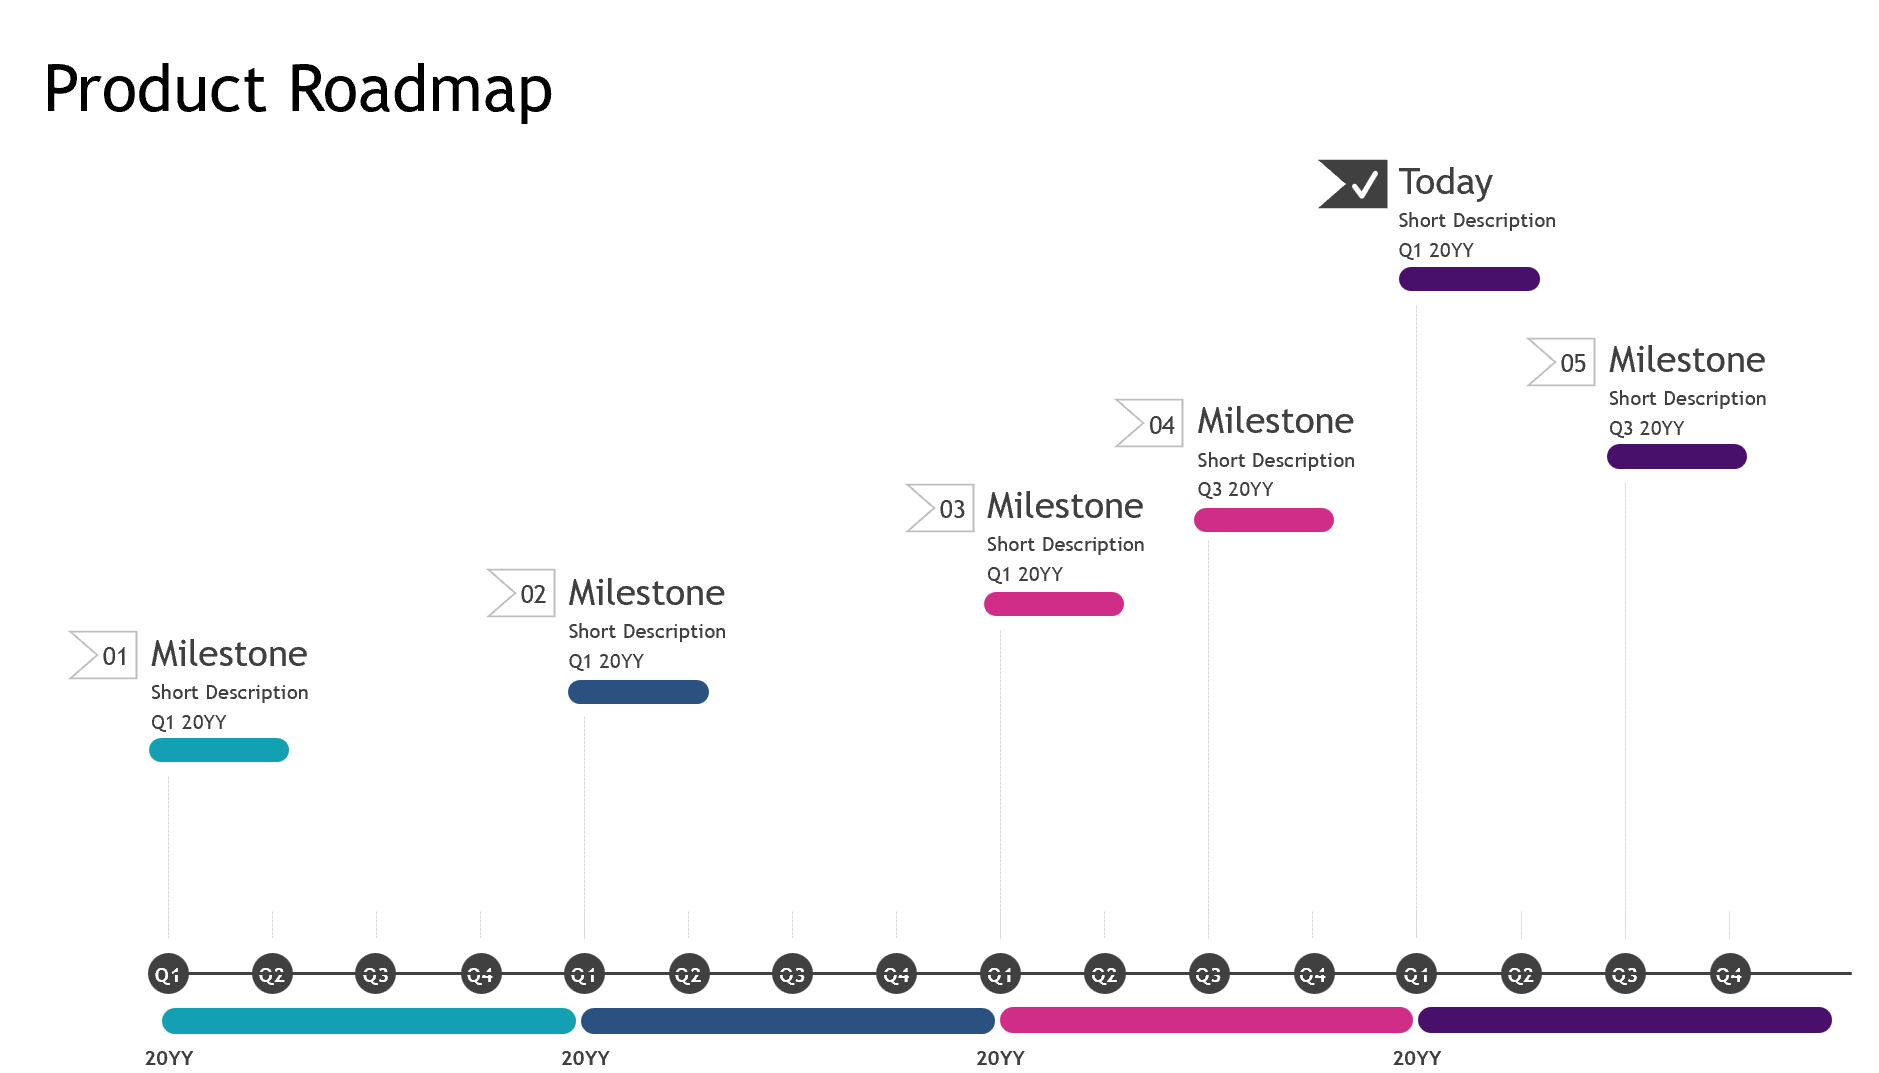 Product Roadmap
Today
Short Description
Q1 20YY
05 Milestone
Short Description
Q3 20YY
04 Milestone
Short Description
Q3 20YY
03 Milestone
Short Description
Q1 20YY
02 Milestone
Short Description
Q1 20YY
01 Milestone
Short Description
Q1 20YY
Q1 Q2 Q3 Q4 Q1 Q2 Q3 Q4 Q1 Q2 Q3 Q4 Q1 Q2 Q3 Q4
20YY 20YY 20YY 20YY